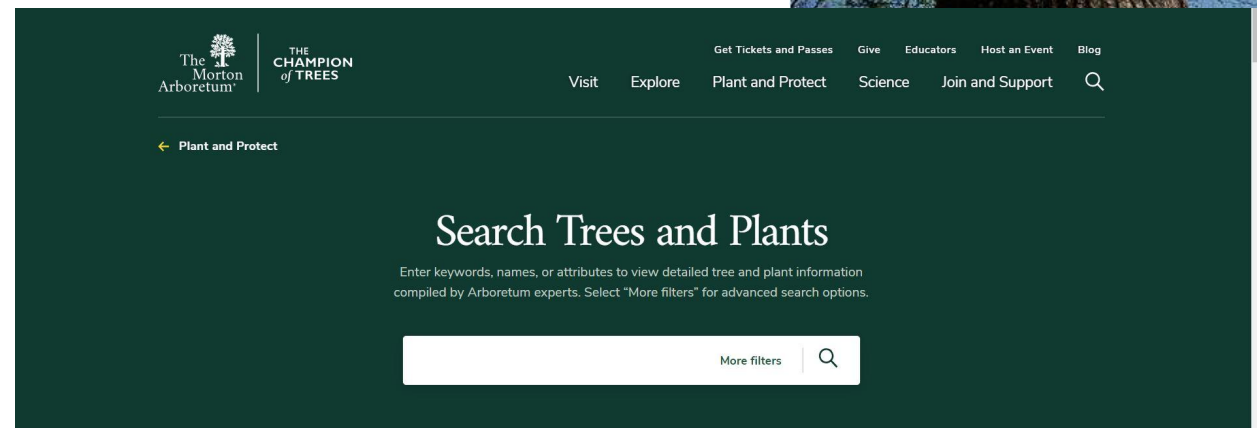 The
Morton
Arboretum®
THE
CHAMPION
of TREES
Get Tickets and Passes Give Educators Host an Event Blog
Visit Explore Plant and Protect Science Join and Support
← Plant and Protect
Search Trees and Plants
Enter keywords, names, or attributes to view detailed tree and plant information
compiled by Arboretum experts. Select “More filters” for advanced search options.
More filters